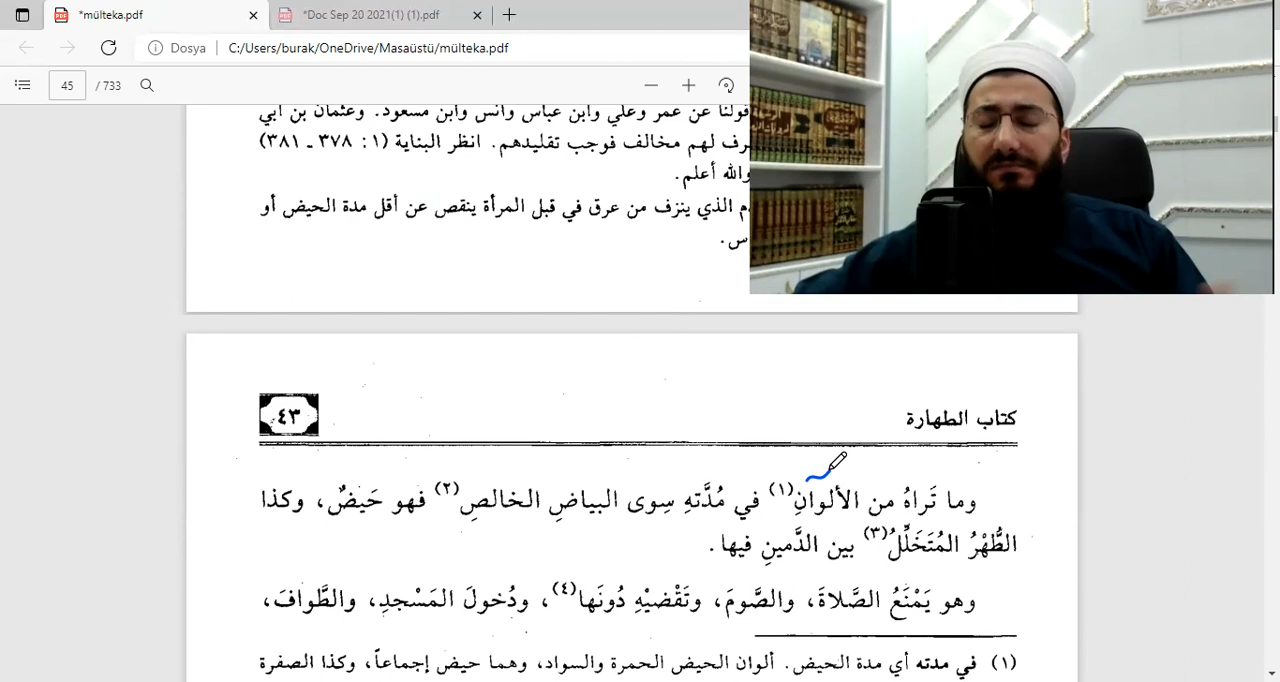 *mülteka.pdf
*Doc Sep 20 2021(1) (1).pdf
Dosya C:/Users/burak/OneDrive/Masaüstü/mülteka.pdf
45 / 733
قولنا عن عمر وعلي وابن عباس وأنس وابن مسعود. وعثمان بن أبي
رف لهم مخالف فوجب تقليدهم. انظر البناية (١ : ٣٧٨ ـ ٣٨١)
والله أعلم.
م الذي ينزف من عرق في قبل المرأة ينقص عن أقل مدة الحيض أو
س.
كتاب الطهارة
٤٣
وما تَراهُ من الألوانِ(١) في مُدَّتهِ سِوى البياضِ الخالصِ(٢) فهو حَيضٌ، وكذا
الطُّهْرُ المُتَخَلِّلُ(٣) بين الدَّمينِ فيها.
وهو يَمْنَعُ الصَّلاةَ، والصَّومَ، وتَقْضيْهِ دُونَها(٤)، ودُخولَ المَسْجدِ، والطَّوافَ،
(١) في مدته أي مدة الحيض. ألوان الحيض الحمرة والسواد، وهما حيض إجماعاً، وكذا الصفرة